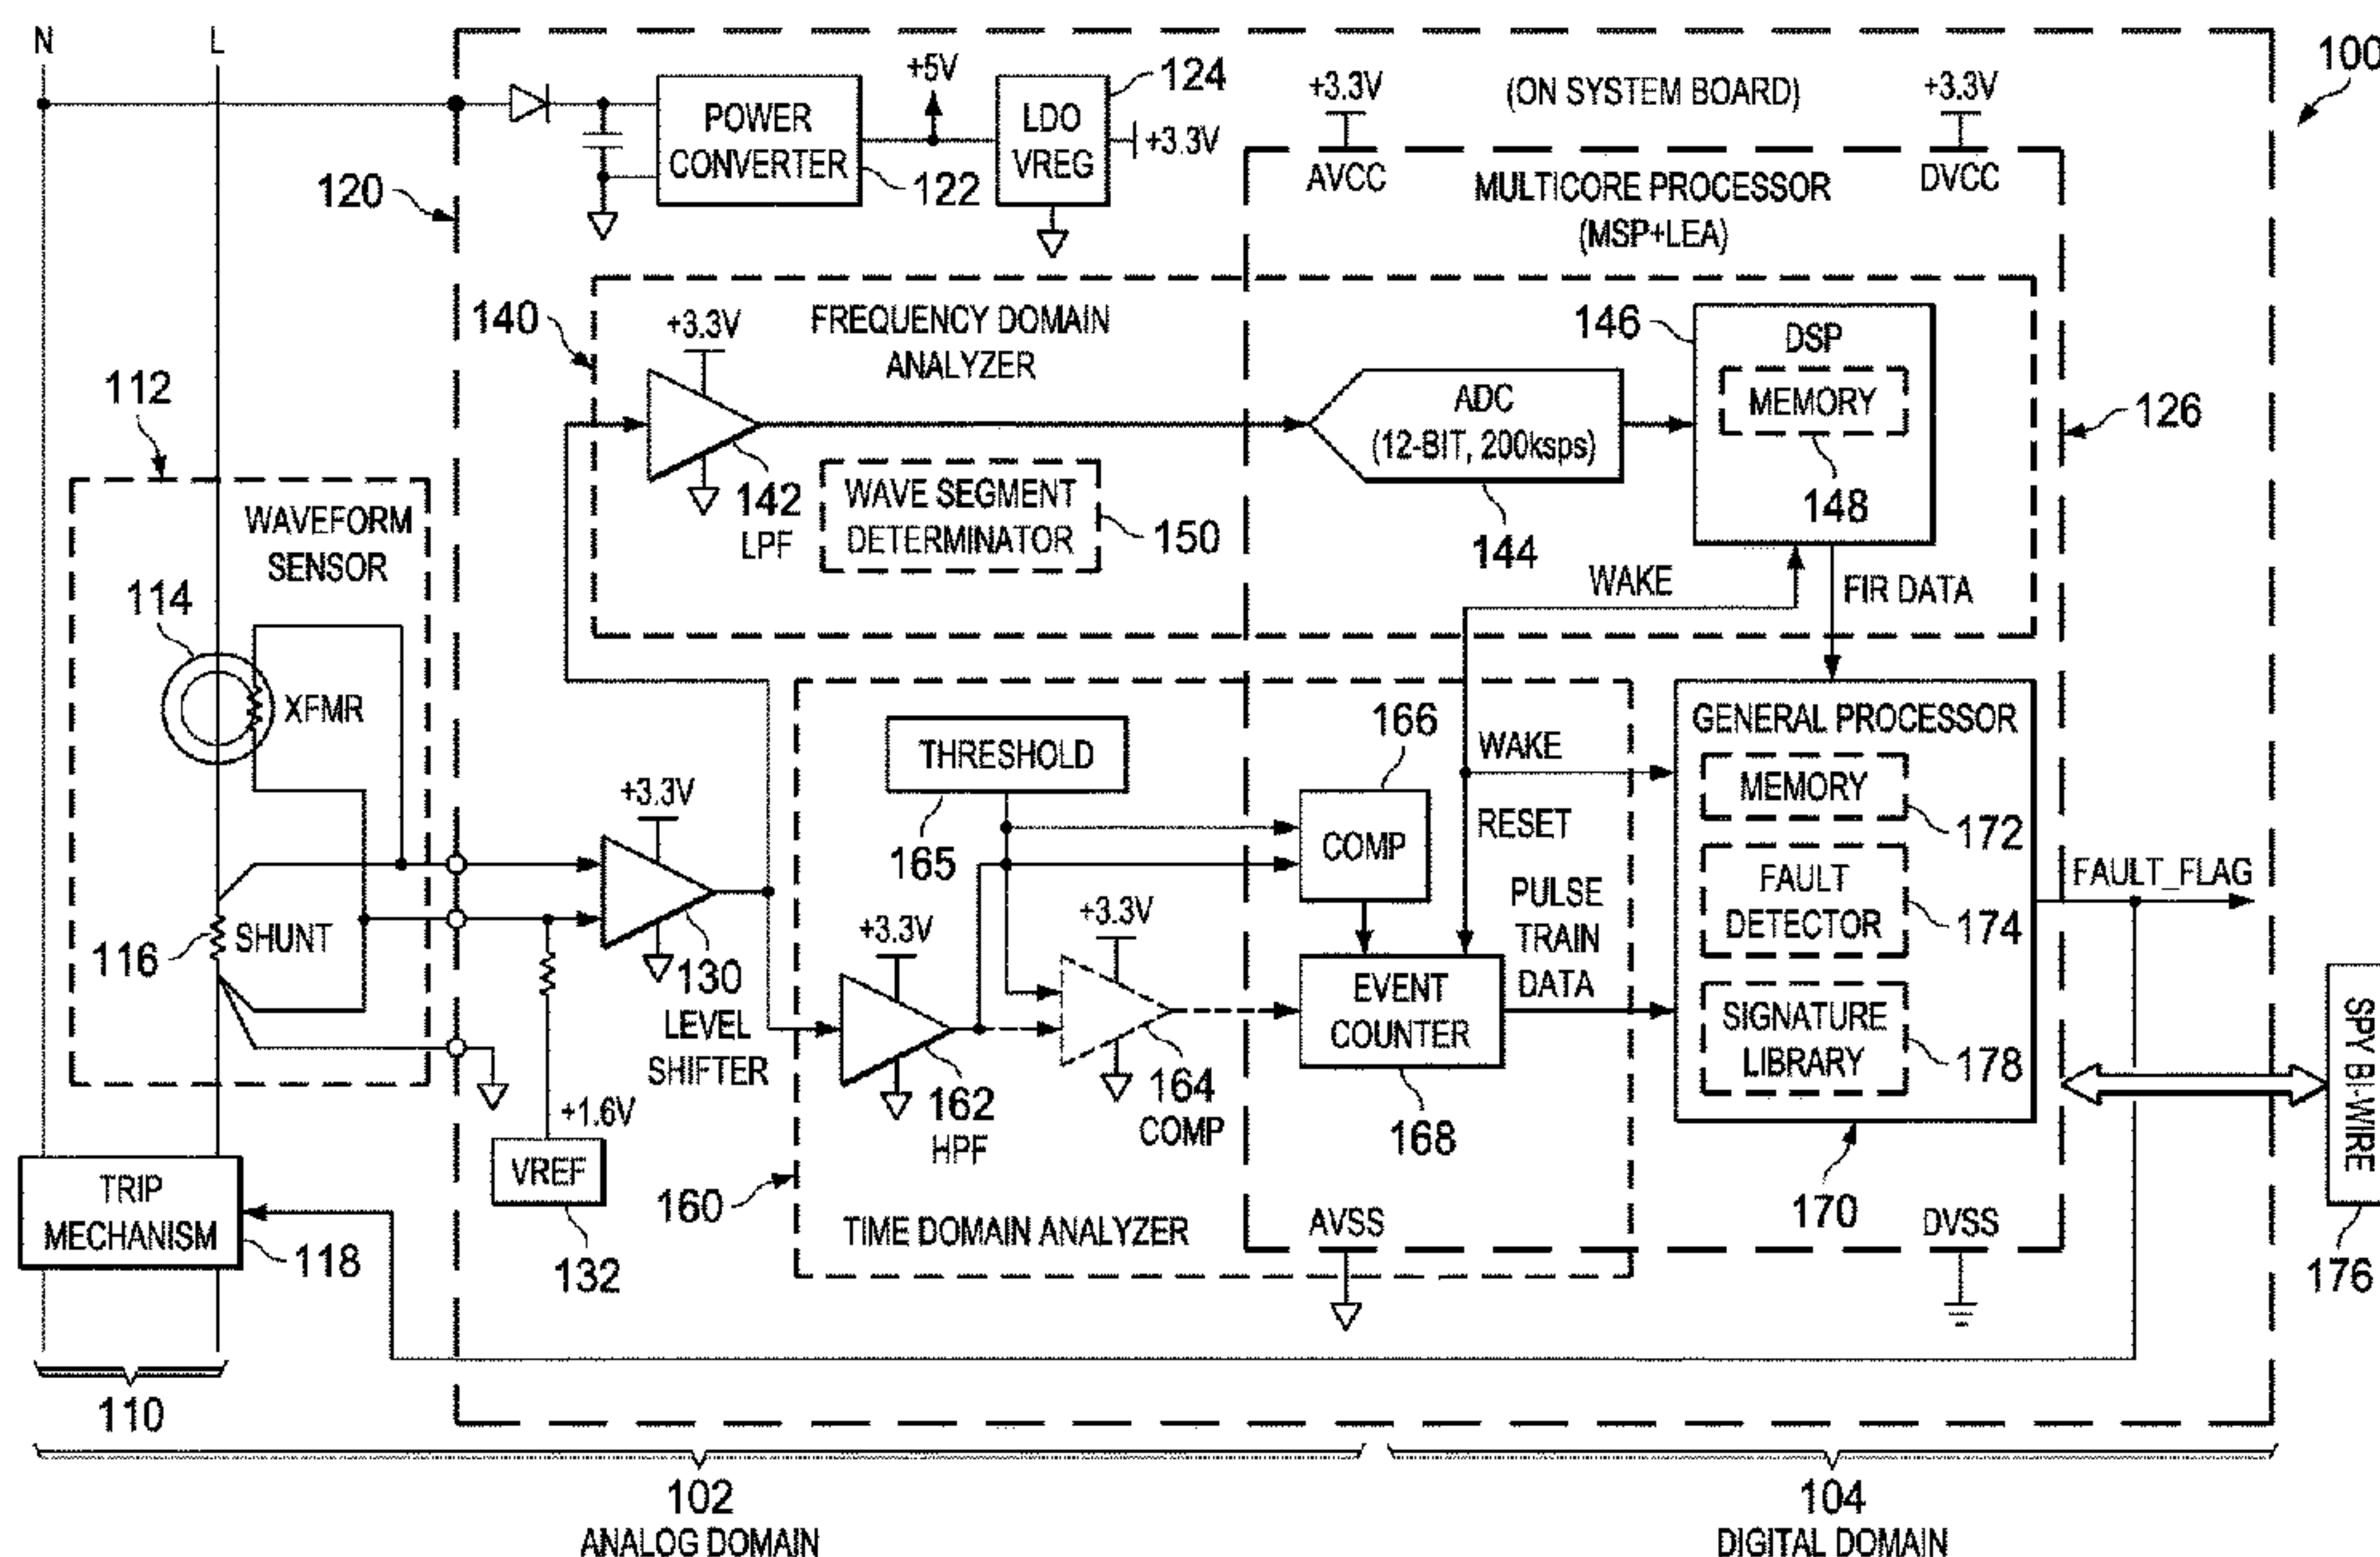 N
L
100
+5V
124
+3.3V
(ON SYSTEM BOARD)
+3.3V
POWER
CONVERTER
122
LDO
VREG
+3.3V
120
AVCC
DVCC
MULTICORE PROCESSOR
(MSP+LEA)
140
+3.3V
FREQUENCY DOMAIN
ANALYZER
146
DSP
MEMORY
148
126
112
ADC
(12-BIT, 200ksps)
144
142
LPF
WAVE SEGMENT
DETERMINATOR
150
WAVEFORM
SENSOR
WAKE
FIR DATA
114
XFMR
THRESHOLD
165
166
COMP
WAKE
RESET
GENERAL PROCESSOR
MEMORY
172
FAULT
DETECTOR
174
SIGNATURE
LIBRARY
178
FAULT_FLAG
+3.3V
116
SHUNT
130
LEVEL
SHIFTER
+3.3V
+3.3V
PULSE
TRAIN
DATA
EVENT
COUNTER
168
162
HPF
164
COMP
SPY BI-WIRE
176
+1.6V
VREF
132
160
TIME DOMAIN ANALYZER
AVSS
170
DVSS
TRIP
MECHANISM
118
110
102
ANALOG DOMAIN
104
DIGITAL DOMAIN